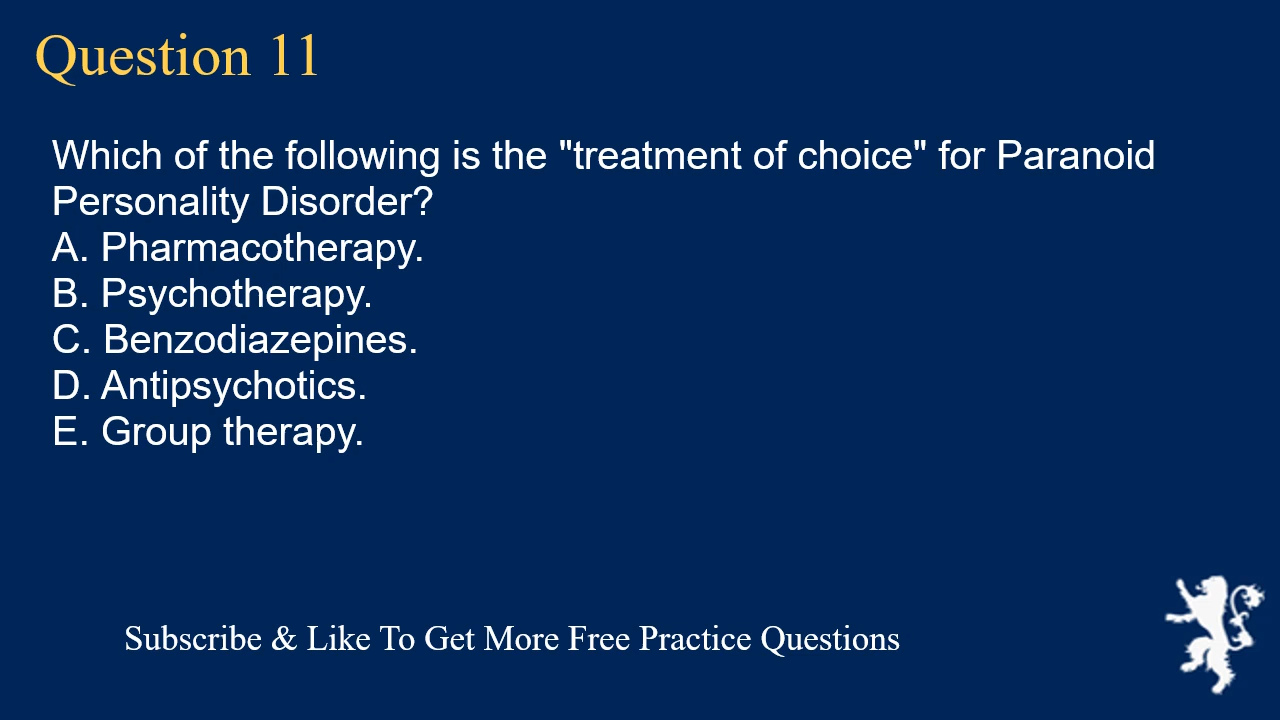 Question 11
Which of the following is the "treatment of choice" for Paranoid
Personality Disorder?
A. Pharmacotherapy.
B. Psychotherapy.
C. Benzodiazepines.
D. Antipsychotics.
E. Group therapy.
Subscribe & Like To Get More Free Practice Questions